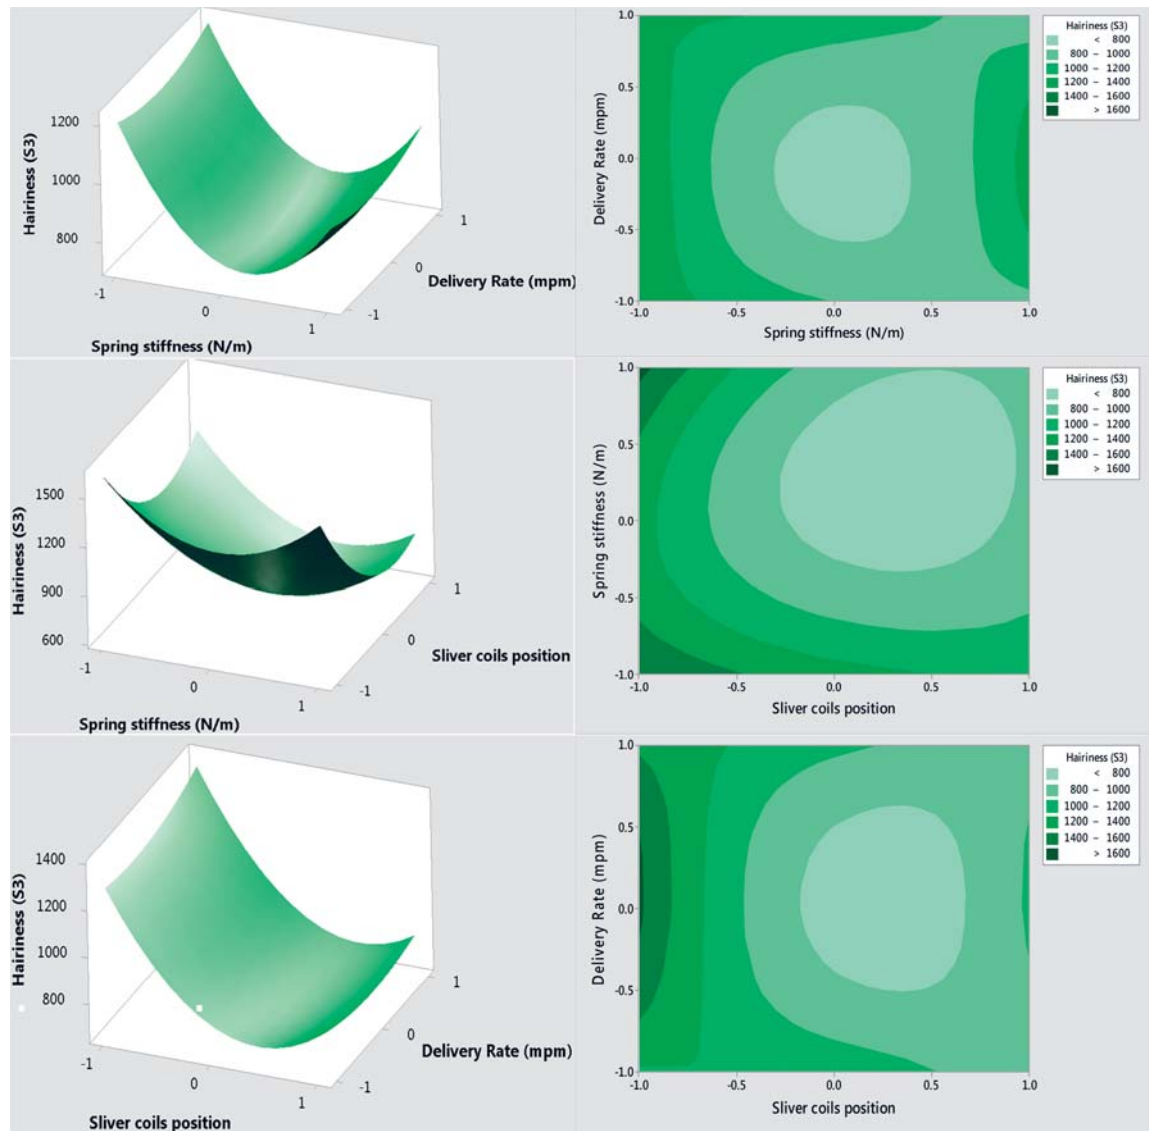 1200
1000
800
Hairiness (S3)
-1
0
1
Spring stiffness (N/m)
1
0
-1
Delivery Rate (mpm)
1.0
0.5
0.0
-0.5
-1.0
Delivery Rate (mpm)
-1.0 -0.5 0.0 0.5 1.0
Spring stiffness (N/m)
Hairiness (S3)
< 800
800 – 1000
1000 – 1200
1200 – 1400
1400 – 1600
> 1600
1500
1200
900
600
Hairiness (S3)
-1
0
1
Spring stiffness (N/m)
1
0
-1
Sliver coils position
1.0
0.5
0.0
-0.5
-1.0
Spring stiffness (N/m)
-1.0 -0.5 0.0 0.5 1.0
Sliver coils position
Hairiness (S3)
< 800
800 – 1000
1000 – 1200
1200 – 1400
1400 – 1600
> 1600
1400
1200
1000
800
Hairiness (S3)
-1
0
1
Sliver coils position
1
0
-1
Delivery Rate (mpm)
1.0
0.5
0.0
-0.5
-1.0
Delivery Rate (mpm)
-1.0 -0.5 0.0 0.5 1.0
Sliver coils position
Hairiness (S3)
< 800
800 – 1000
1000 – 1200
1200 – 1400
1400 – 1600
> 1600